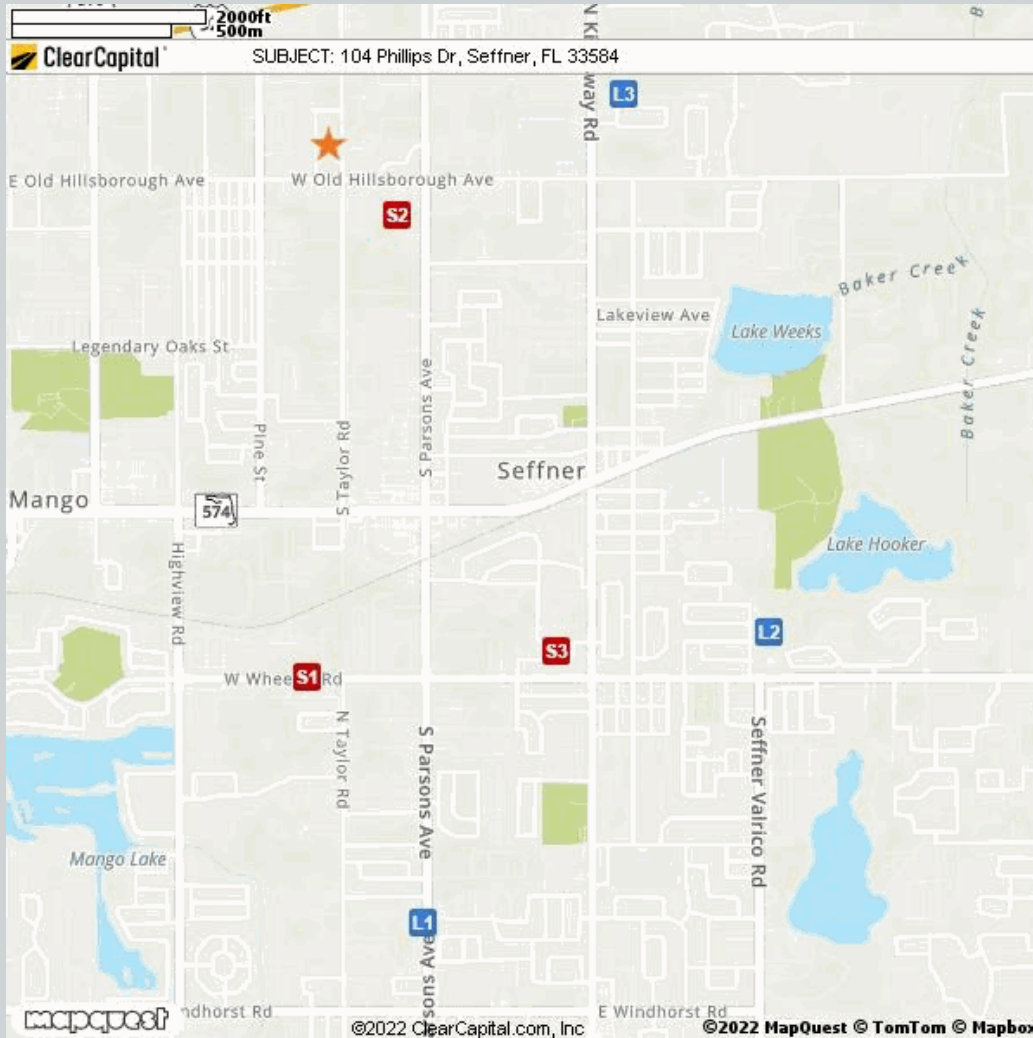 2000ft
500m
ClearCapital
SUBJECT: 104 Phillips Dr, Seffner, FL 33584
L3
E Old Hillsborough Ave
W Old Hillsborough Ave
S2
Baker Creek
Lakeview Ave
Lake Weeks
Legendary Oaks St
Baker Creek
S Parsons Ave
Pine St
S Taylor Rd
Seffner
Mango
574
Lake Hooker
Highview Rd
L2
S3
S1
W Whee Rd
N Taylor Rd
S Parsons Ave
Seffner Valrico Rd
Mango Lake
L1
ndhorst Rd
E Windhorst Rd
mapquest
©2022 ClearCapital.com, Inc
©2022 MapQuest © TomTom © Mapbox